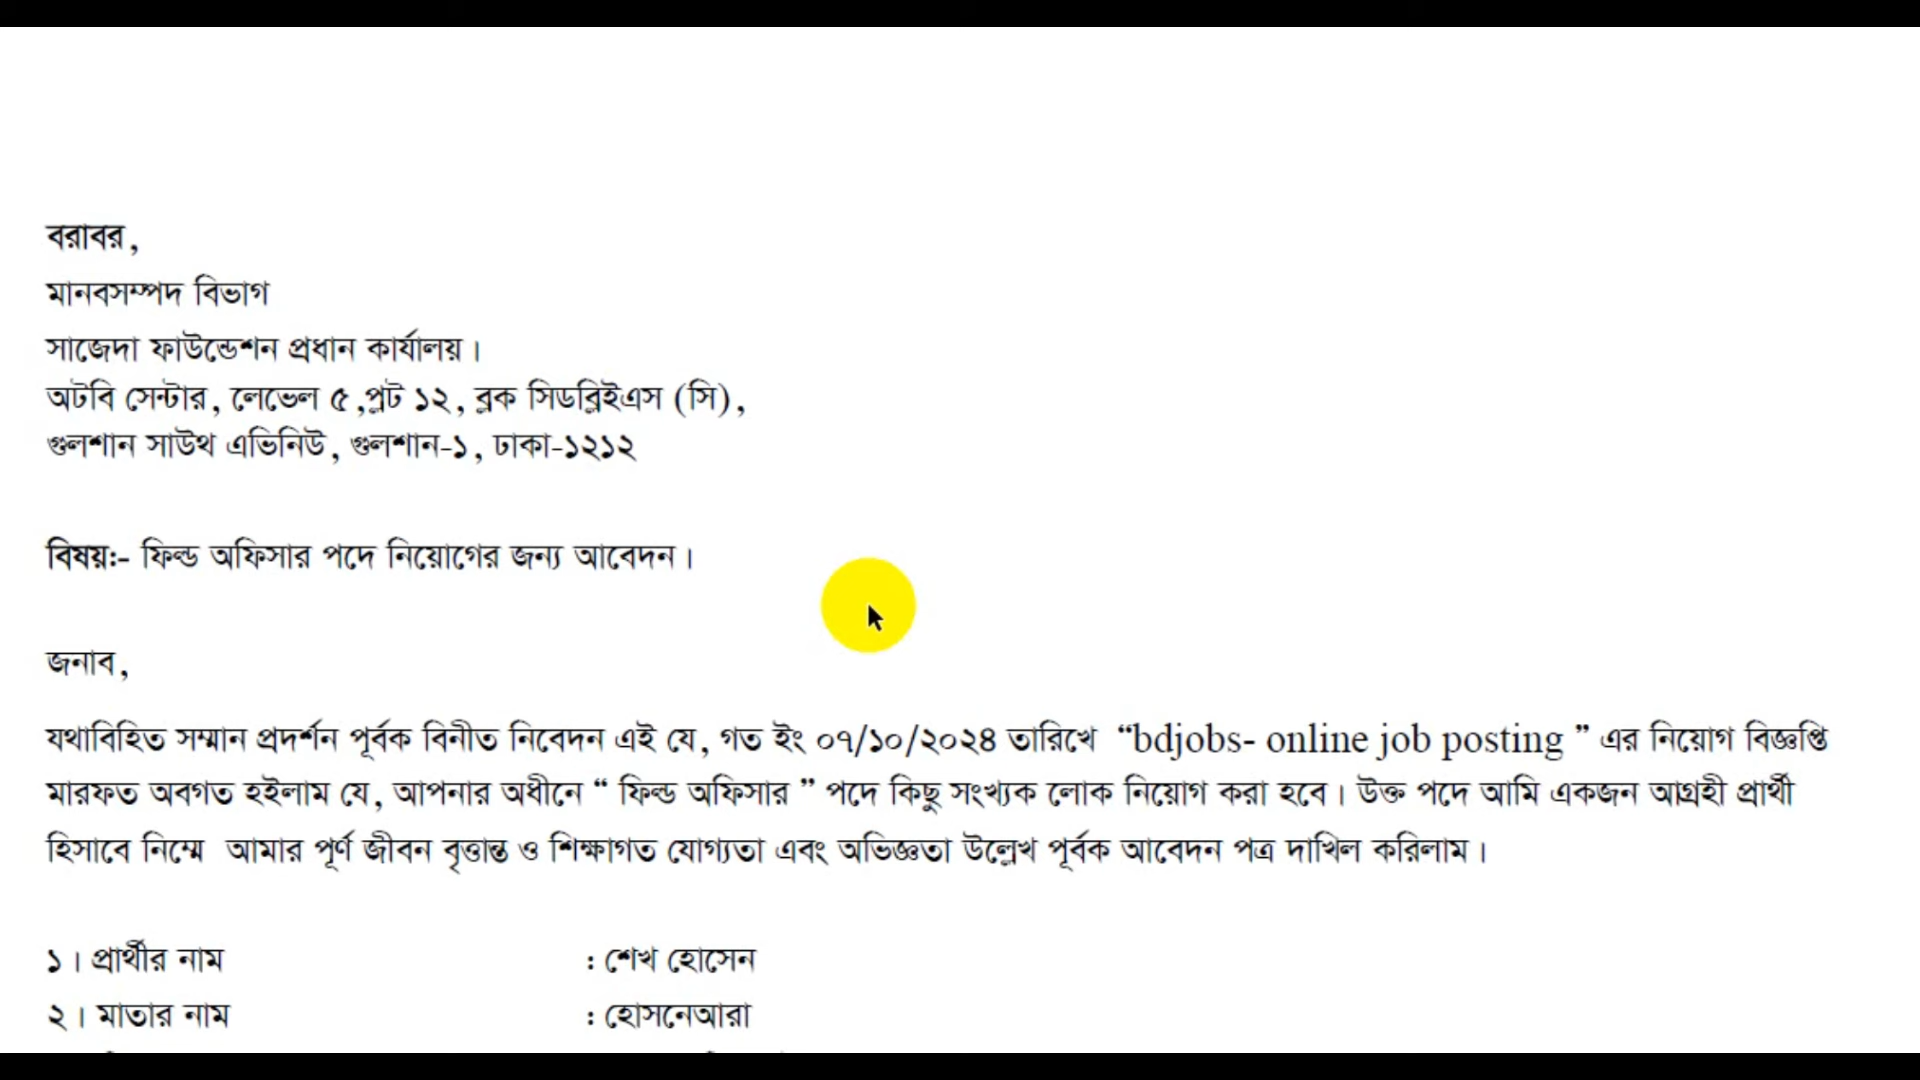 বরাবর,
মানবসম্পদ বিভাগ
সাজেদা ফাউন্ডেশন প্রধান কার্যালয়।
অটবি সেন্টার, লেভেল ৫,প্লট ১২, ব্লক সিডব্লিইএস (সি),
গুলশান সাউথ এভিনিউ, গুলশান-১, ঢাকা-১২১২
বিষয়ঃ- ফিল্ড অফিসার পদে নিয়োগের জন্য আবেদন।
জনাব,
যথাবিহিত সম্মান প্রদর্শন পূর্বক বিনীত নিবেদন এই যে, গত ইং ০৭/১০/২০২৪ তারিখে “bdjobs- online job posting ” এর নিয়োগ বিজ্ঞপ্তি
মারফত অবগত হইলাম যে, আপনার অধীনে “ ফিল্ড অফিসার ” পদে কিছু সংখ্যক লোক নিয়োগ করা হবে। উক্ত পদে আমি একজন আগ্রহী প্রার্থী
হিসাবে নিম্মে আমার পূর্ণ জীবন বৃত্তান্ত ও শিক্ষাগত যোগ্যতা এবং অভিজ্ঞতা উল্লেখ পূর্বক আবেদন পত্র দাখিল করিলাম।
১। প্রার্থীর নাম : শেখ হোসেন
২। মাতার নাম : হোসনেআরা